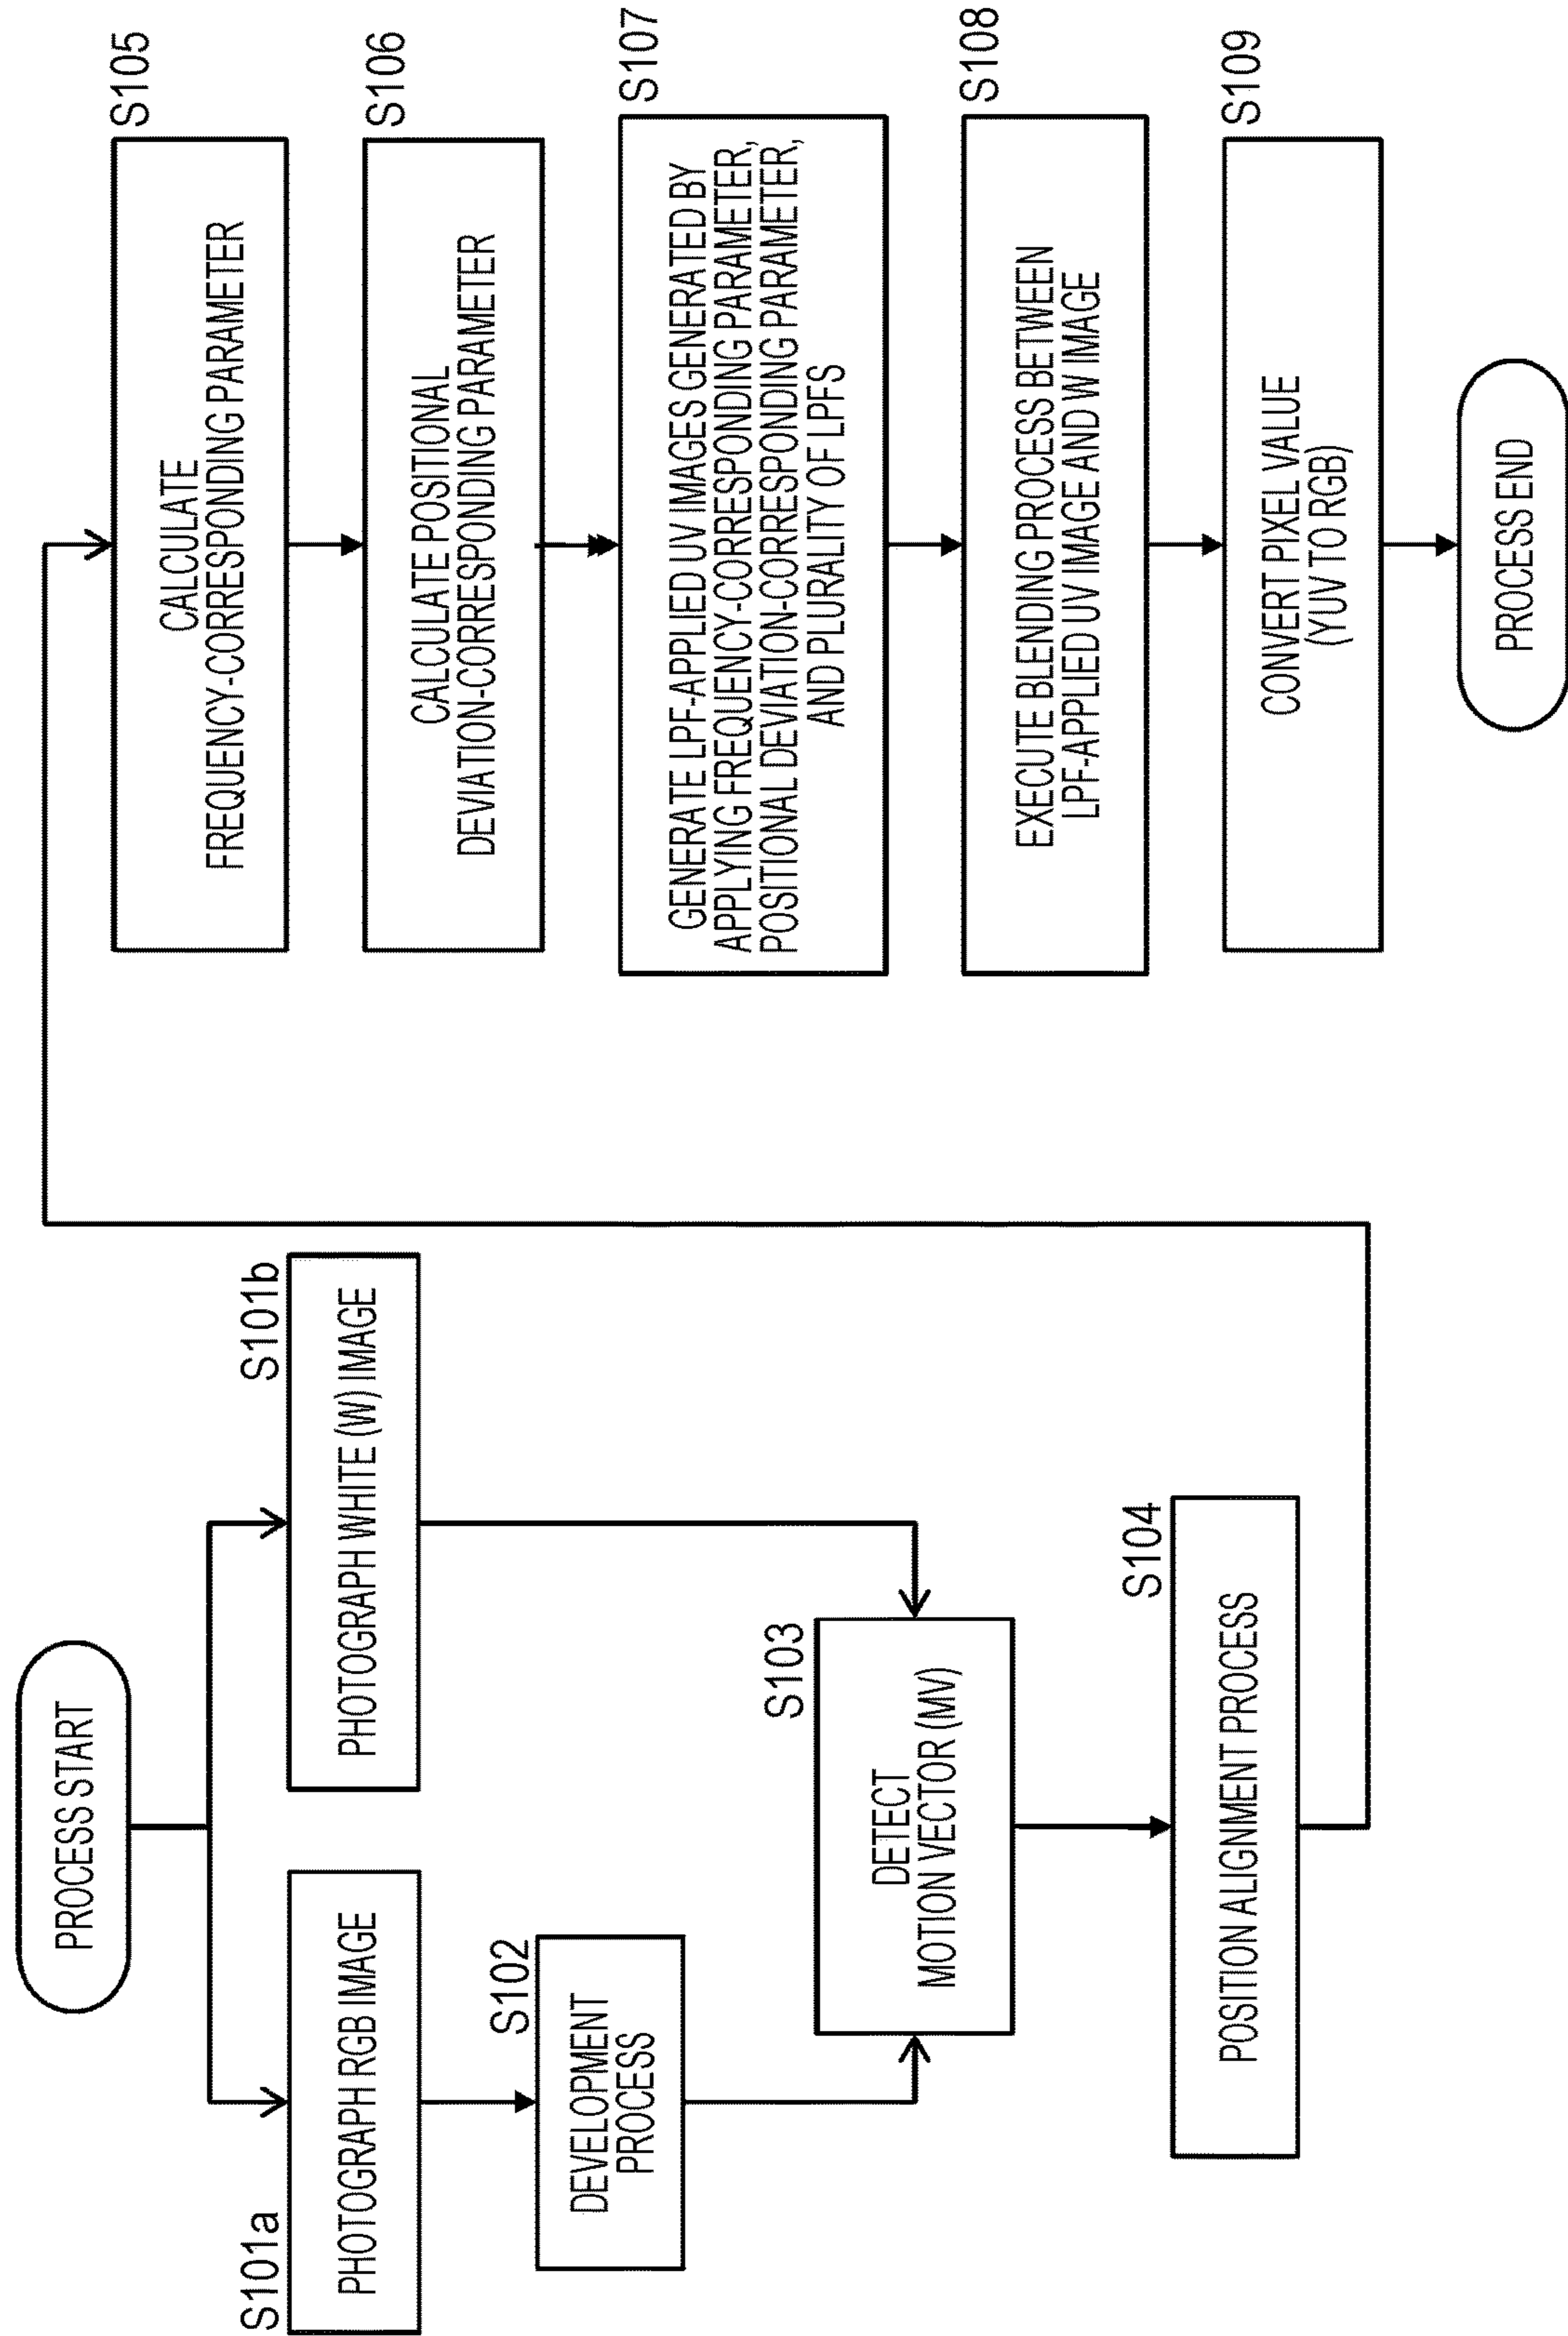 PROCESS START
S101a
PHOTOGRAPH RGB IMAGE
S101b
PHOTOGRAPH WHITE (W) IMAGE
S102
DEVELOPMENT
PROCESS
S103
DETECT
MOTION VECTOR (MV)
S104
POSITION ALIGNMENT PROCESS
S105
CALCULATE
FREQUENCY-CORRESPONDING PARAMETER
S106
CALCULATE POSITIONAL
DEVIATION-CORRESPONDING PARAMETER
S107
GENERATE LPF-APPLIED UV IMAGES GENERATED BY
APPLYING FREQUENCY-CORRESPONDING PARAMETER,
POSITIONAL DEVIATION-CORRESPONDING PARAMETER,
AND PLURALITY OF LPFS
S108
EXECUTE BLENDING PROCESS BETWEEN
LPF-APPLIED UV IMAGE AND W IMAGE
S109
CONVERT PIXEL VALUE
(YUV TO RGB)
PROCESS END